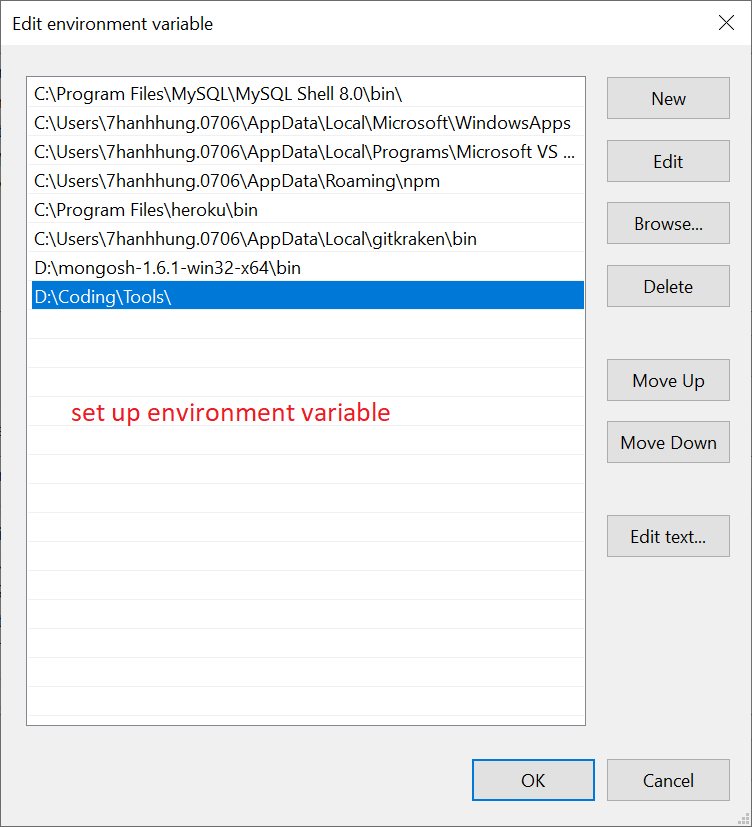 Edit environment variable
C:\Program Files\MySQL\MySQL Shell 8.0\bin\
C:\Users\7hanhhung.0706\AppData\Local\Microsoft\WindowsApps
C:\Users\7hanhhung.0706\AppData\Local\Programs\Microsoft VS ...
C:\Users\7hanhhung.0706\AppData\Roaming\npm
C:\Program Files\heroku\bin
C:\Users\7hanhhung.0706\AppData\Local\gitkraken\bin
D:\mongosh-1.6.1-win32-x64\bin
D:\Coding\Tools\
set up environment variable
New
Edit
Browse...
Delete
Move Up
Move Down
Edit text...
OK
Cancel